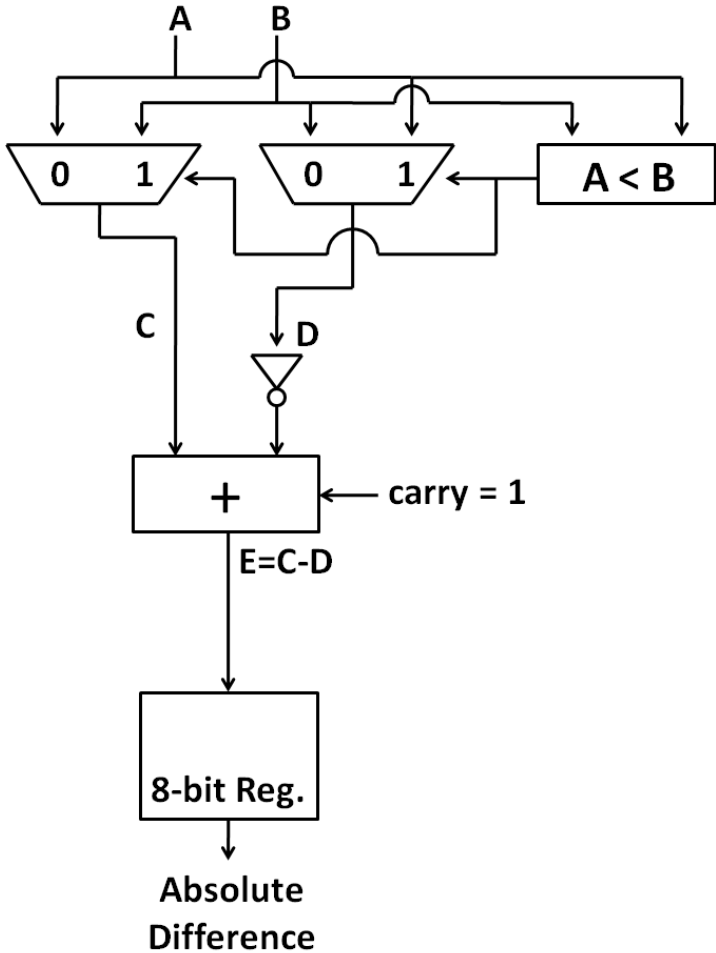 A B
0 1 0 1 A < B
C
D
+ carry = 1
E=C-D
8-bit Reg.
Absolute
Difference